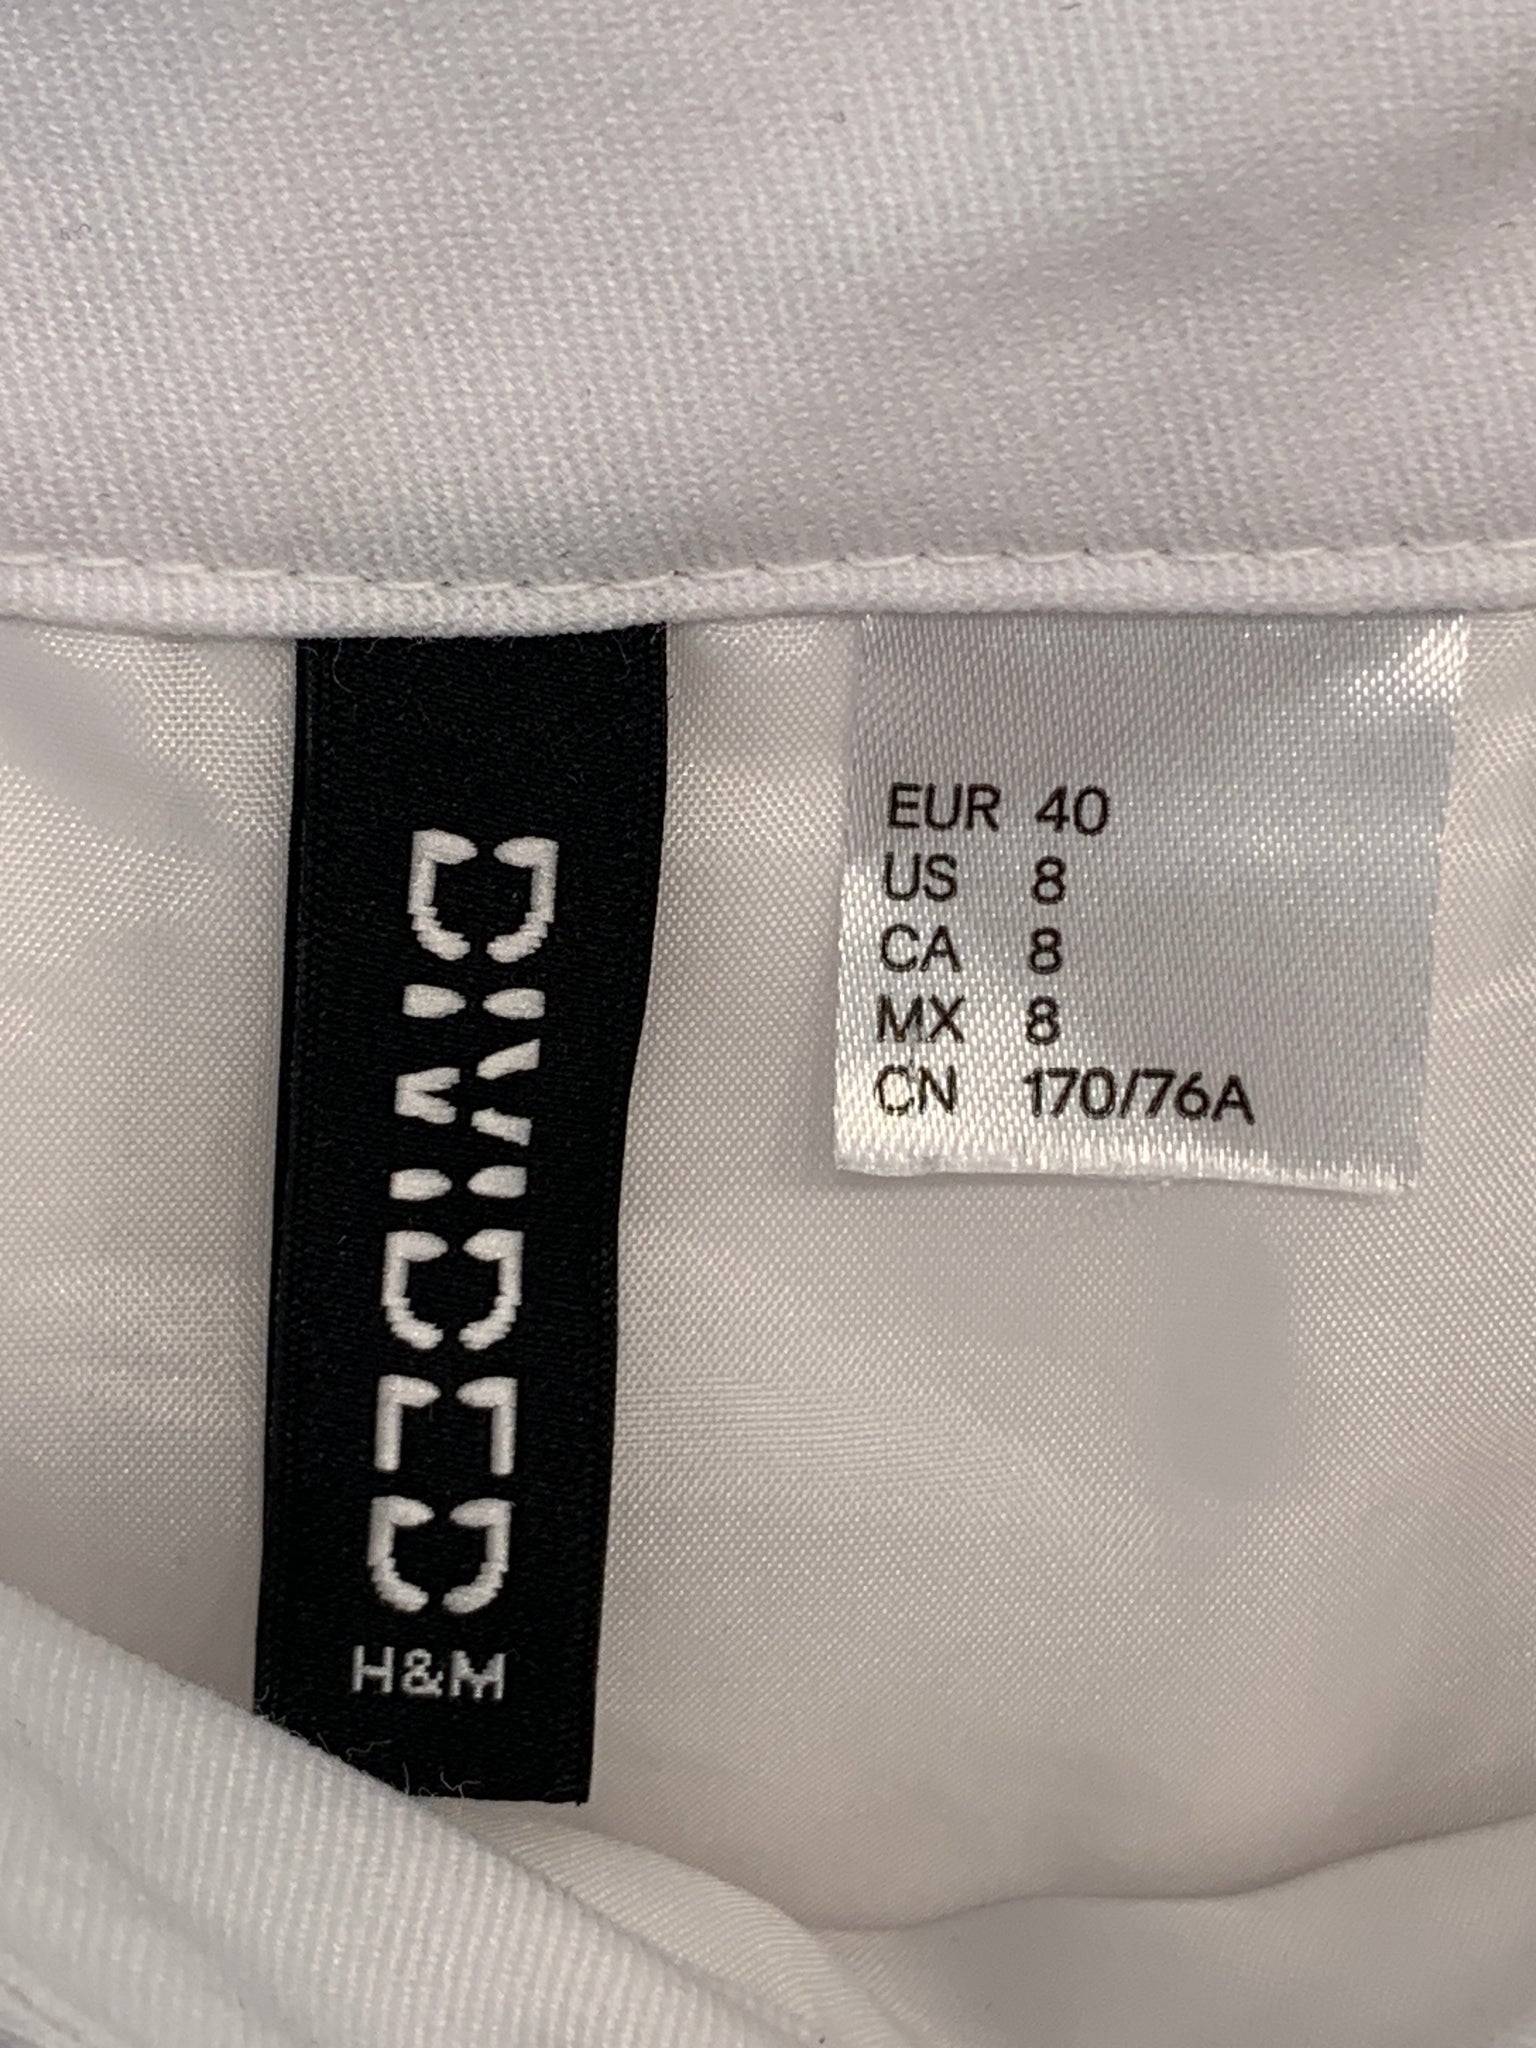 DIVIDED
H&M
EUR 40
US 8
CA 8
MX 8
CN 170/76A